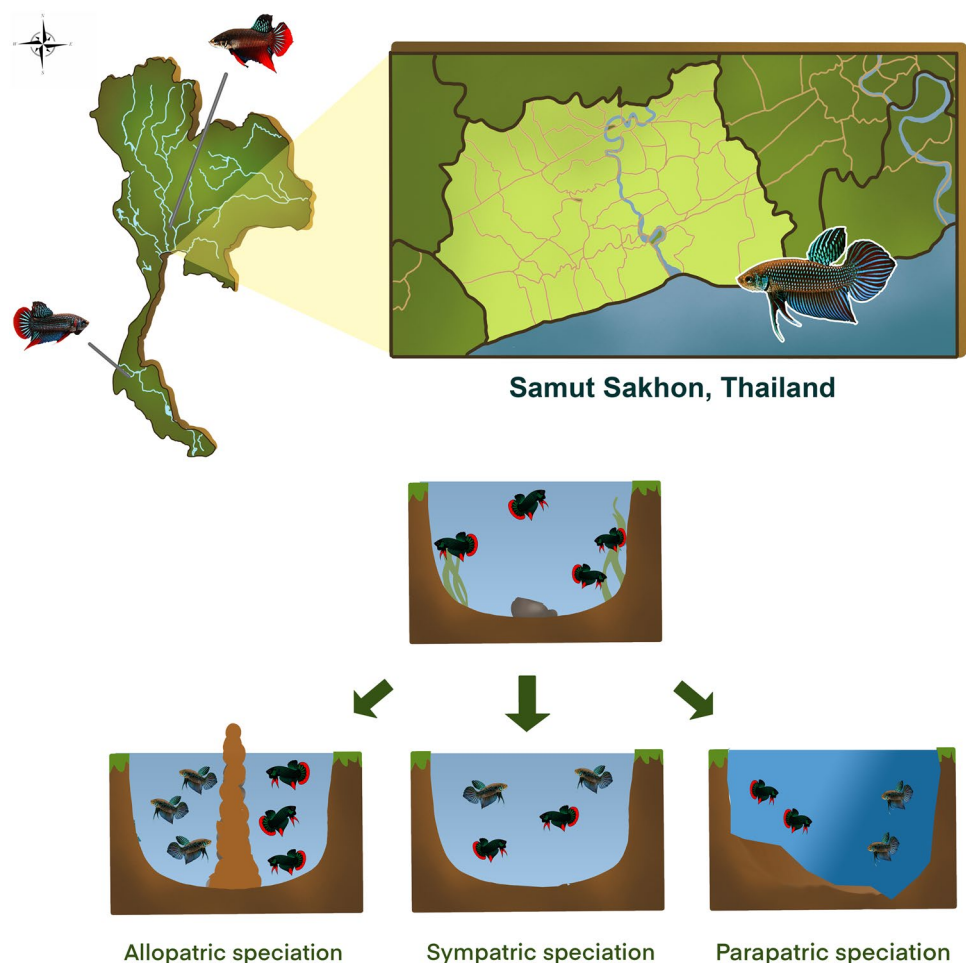 N
W
E
S
Samut Sakhon, Thailand
Allopatric speciation
Sympatric speciation
Parapatric speciation